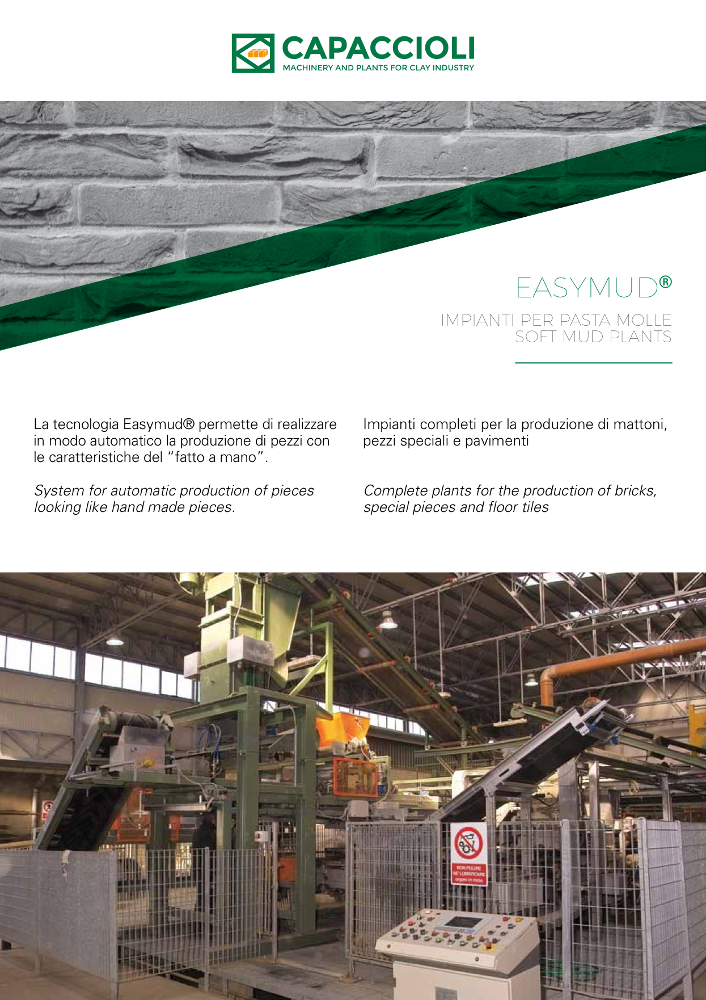 CAPACCIOLI
MACHINERY AND PLANTS FOR CLAY INDUSTRY
EASYMUD®
IMPIANTI PER PASTA MOLLE
SOFT MUD PLANTS
La tecnologia Easymud® permette di realizzare
in modo automatico la produzione di pezzi con
le caratteristiche del “fatto a mano”.
System for automatic production of pieces
looking like hand made pieces.
Impianti completi per la produzione di mattoni,
pezzi speciali e pavimenti
Complete plants for the production of bricks,
special pieces and floor tiles
NON PULIRE
NE' LUBRIFICARE
organi in moto